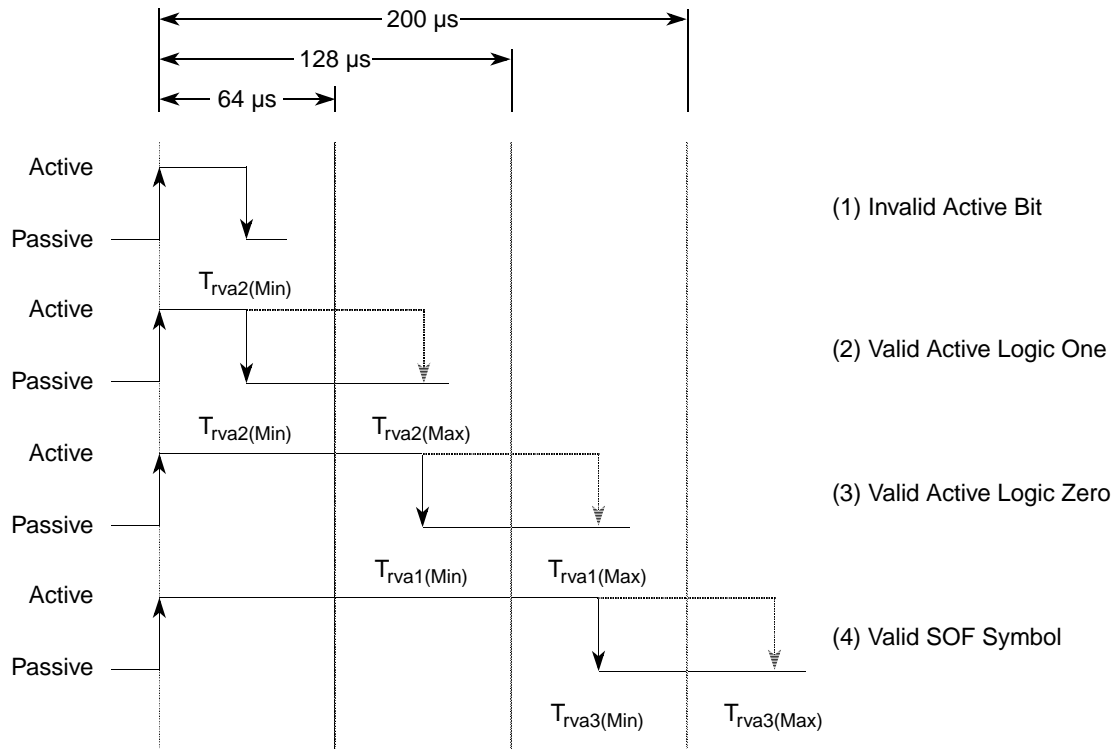 200 µs
128 µs
64 µs
Active
Passive
(1) Invalid Active Bit
Trva2(Min)
Active
Passive
(2) Valid Active Logic One
Trva2(Min)
Trva2(Max)
Active
Passive
(3) Valid Active Logic Zero
Trva1(Min)
Trva1(Max)
Active
Passive
(4) Valid SOF Symbol
Trva3(Min)
Trva3(Max)